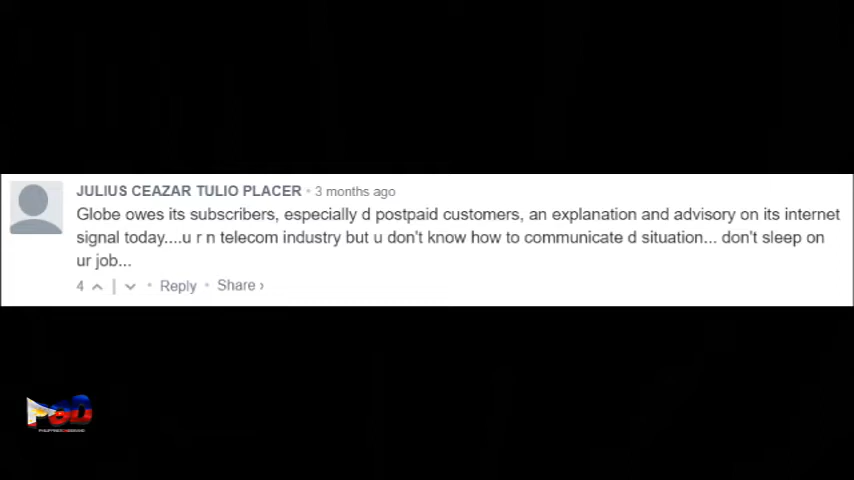 JULIUS CEAZAR TULIO PLACER • 3 months ago
Globe owes its subscribers, especially d postpaid customers, an explanation and advisory on its internet
signal today....u r n telecom industry but u don't know how to communicate d situation... don't sleep on
ur job...
4 | • Reply • Share ›
POD